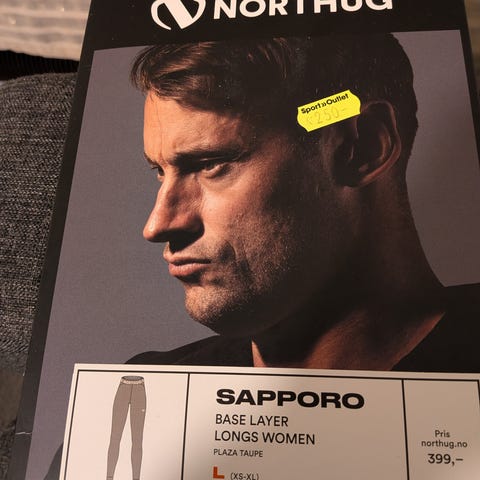 NORTHUG
Sport Outlet
250,-
SAPPORO
BASE LAYER
LONGS WOMEN
PLAZA TAUPE
L (XS-XL)
Pris
northug.no
399,–